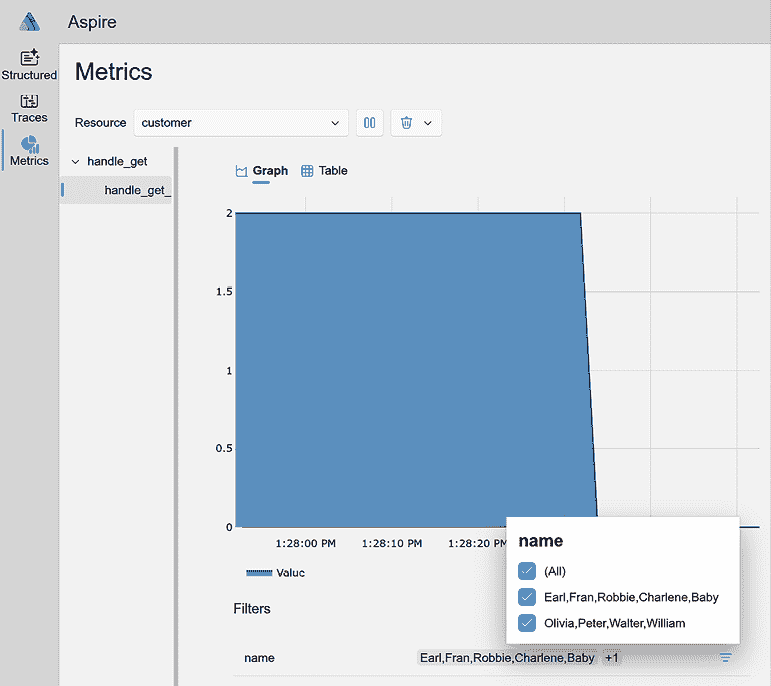 Aspire
Structured
Traces
Metrics
Metrics
Resource customer
handle_get
handle_get_
Graph Table
2
1.5
1
0.5
0
1:28:00 PM 1:28:10 PM 1:28:20 PM
Value
name
(All)
Earl,Fran,Robbie,Charlene,Baby
Olivia,Peter,Walter,William
Filters
name Earl,Fran,Robbie,Charlene,Baby +1